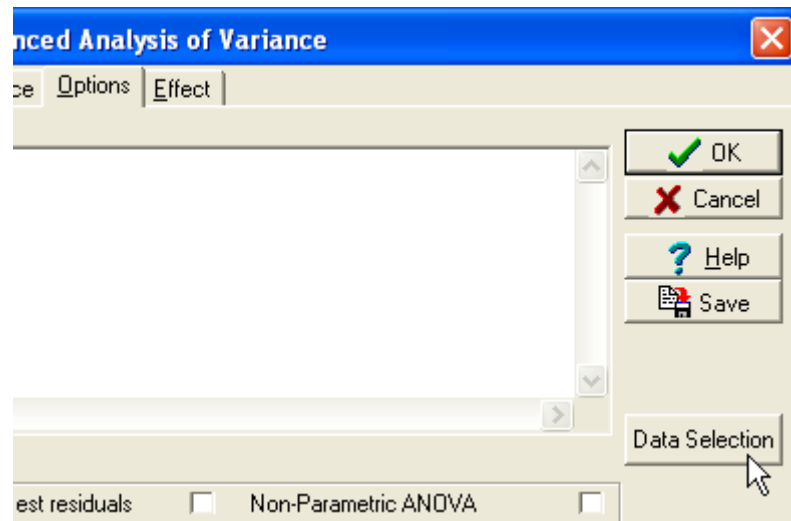 nced Analysis of Variance
ce Options Effect
OK
Cancel
? Help
Save
Data Selection
est residuals Non-Parametric ANOVA